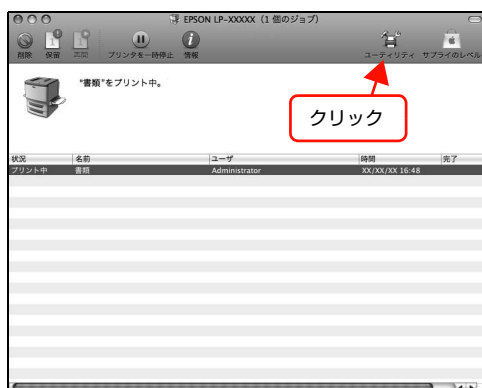 EPSON LP-XXXXX（1 個のジョブ）
削除 保留 再開 プリンタを一時停止 情報 ユーティリティ サプライのレベル
"書類"をプリント中。
クリック
状況 名前 ユーザ 時間 完了
プリント中 書類 Administrator XX/XX/XX 16:48